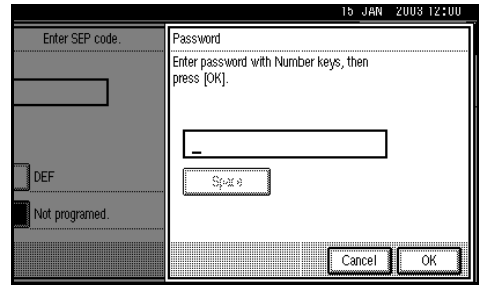 15 JAN 2003 12:00
Enter SEP code.
Password
Enter password with Number keys, then
press [OK].
_
DEF
Space
Not programed.
Cancel
OK